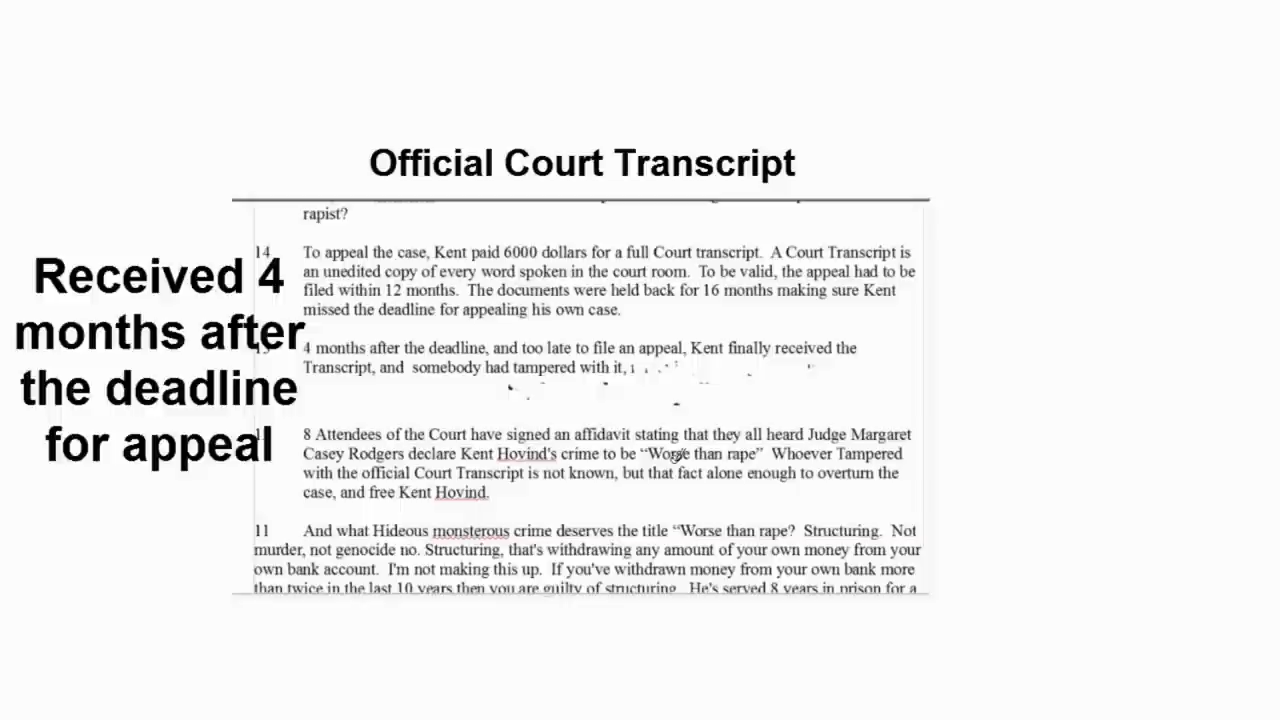 Official Court Transcript
rapist?
14 To appeal the case, Kent paid 6000 dollars for a full Court transcript. A Court Transcript is
an unedited copy of every word spoken in the court room. To be valid, the appeal had to be
filed within 12 months. The documents were held back for 16 months making sure Kent
missed the deadline for appealing his own case.
4 months after the deadline, and too late to file an appeal, Kent finally received the
Transcript, and somebody had tampered with it,
8 Attendees of the Court have signed an affidavit stating that they all heard Judge Margaret
Casey Rodgers declare Kent Hovind's crime to be “Worse than rape” Whoever Tampered
with the official Court Transcript is not known, but that fact alone enough to overturn the
case, and free Kent Hovind.
11 And what Hideous monsterous crime deserves the title “Worse than rape? Structuring. Not
murder, not genocide no. Structuring, that's withdrawing any amount of your own money from your
own bank account. I'm not making this up. If you've withdrawn money from your own bank more
than twice in the last 10 years then you are guilty of structuring. He's served 8 years in prison for a
Received 4
months after
the deadline
for appeal